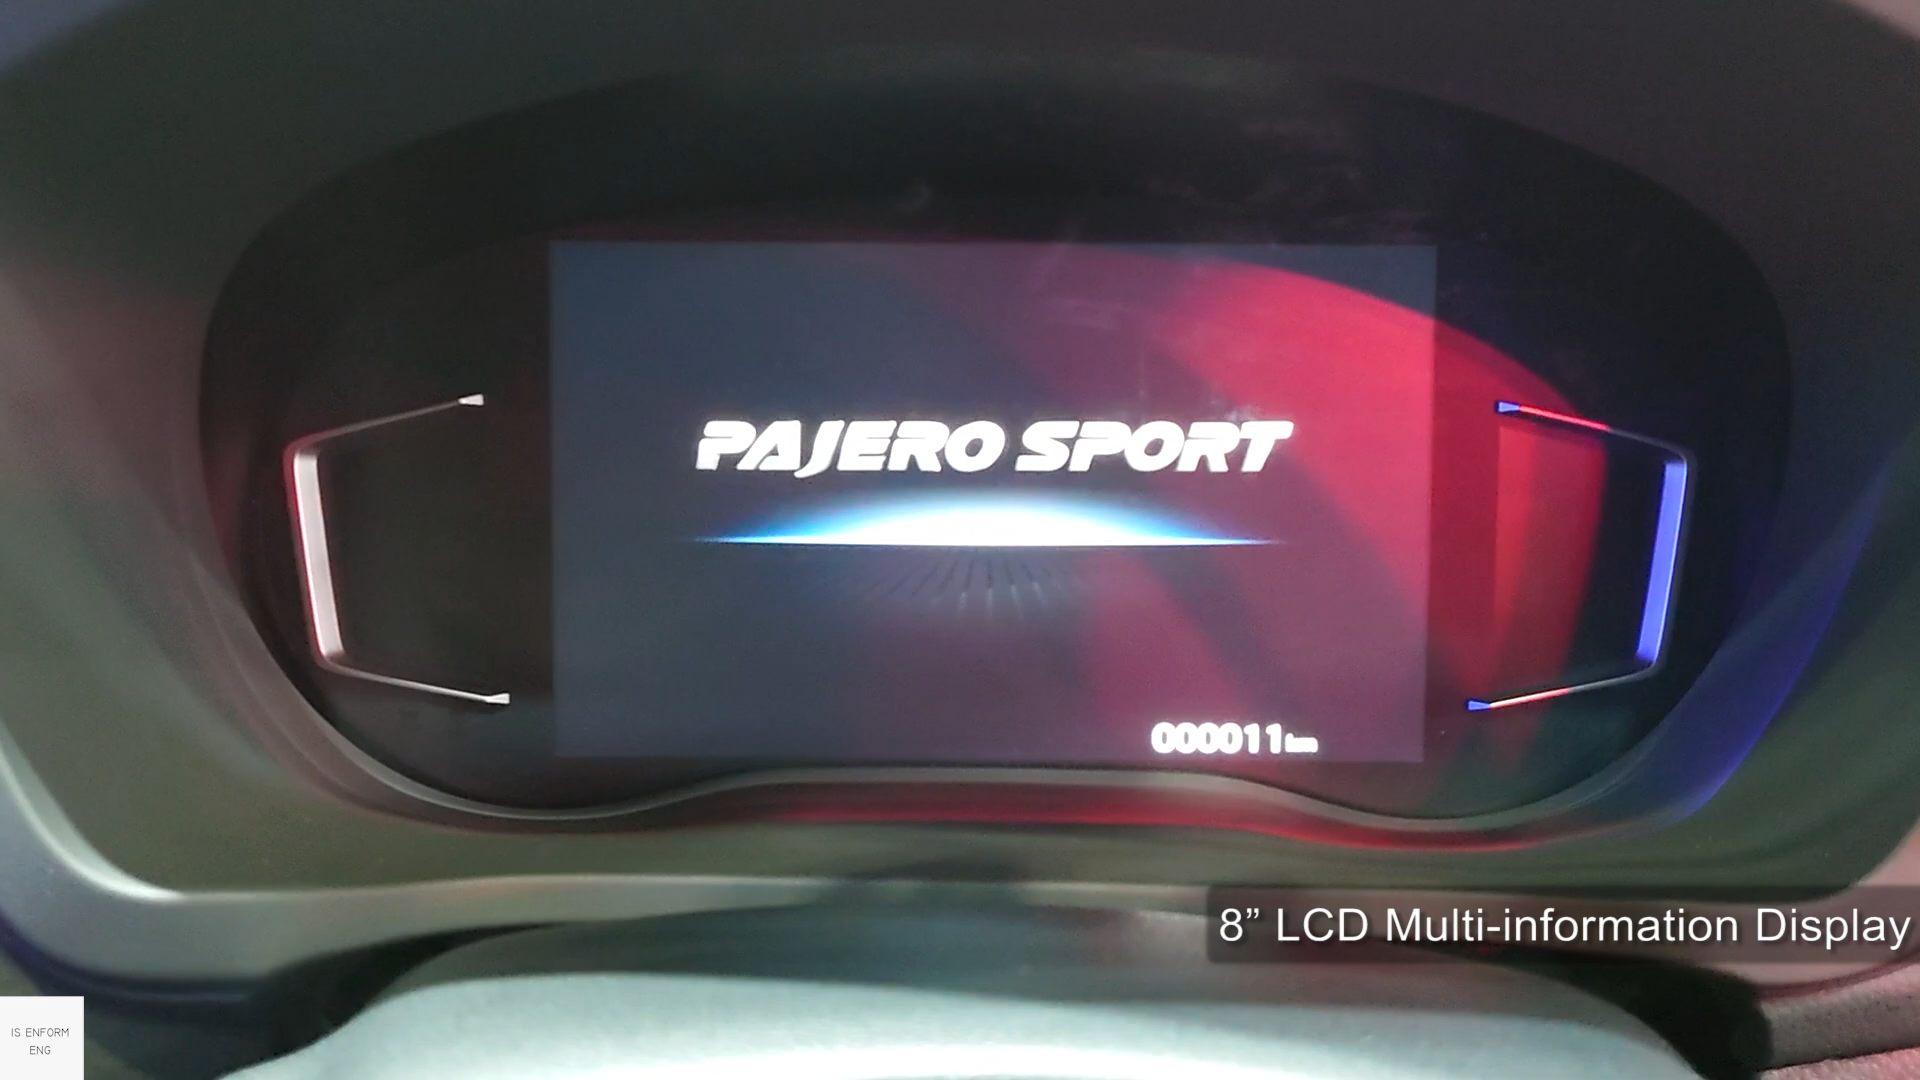 PAJERO SPORT
000011km
8” LCD Multi-information Display
IS ENFORM
ENG